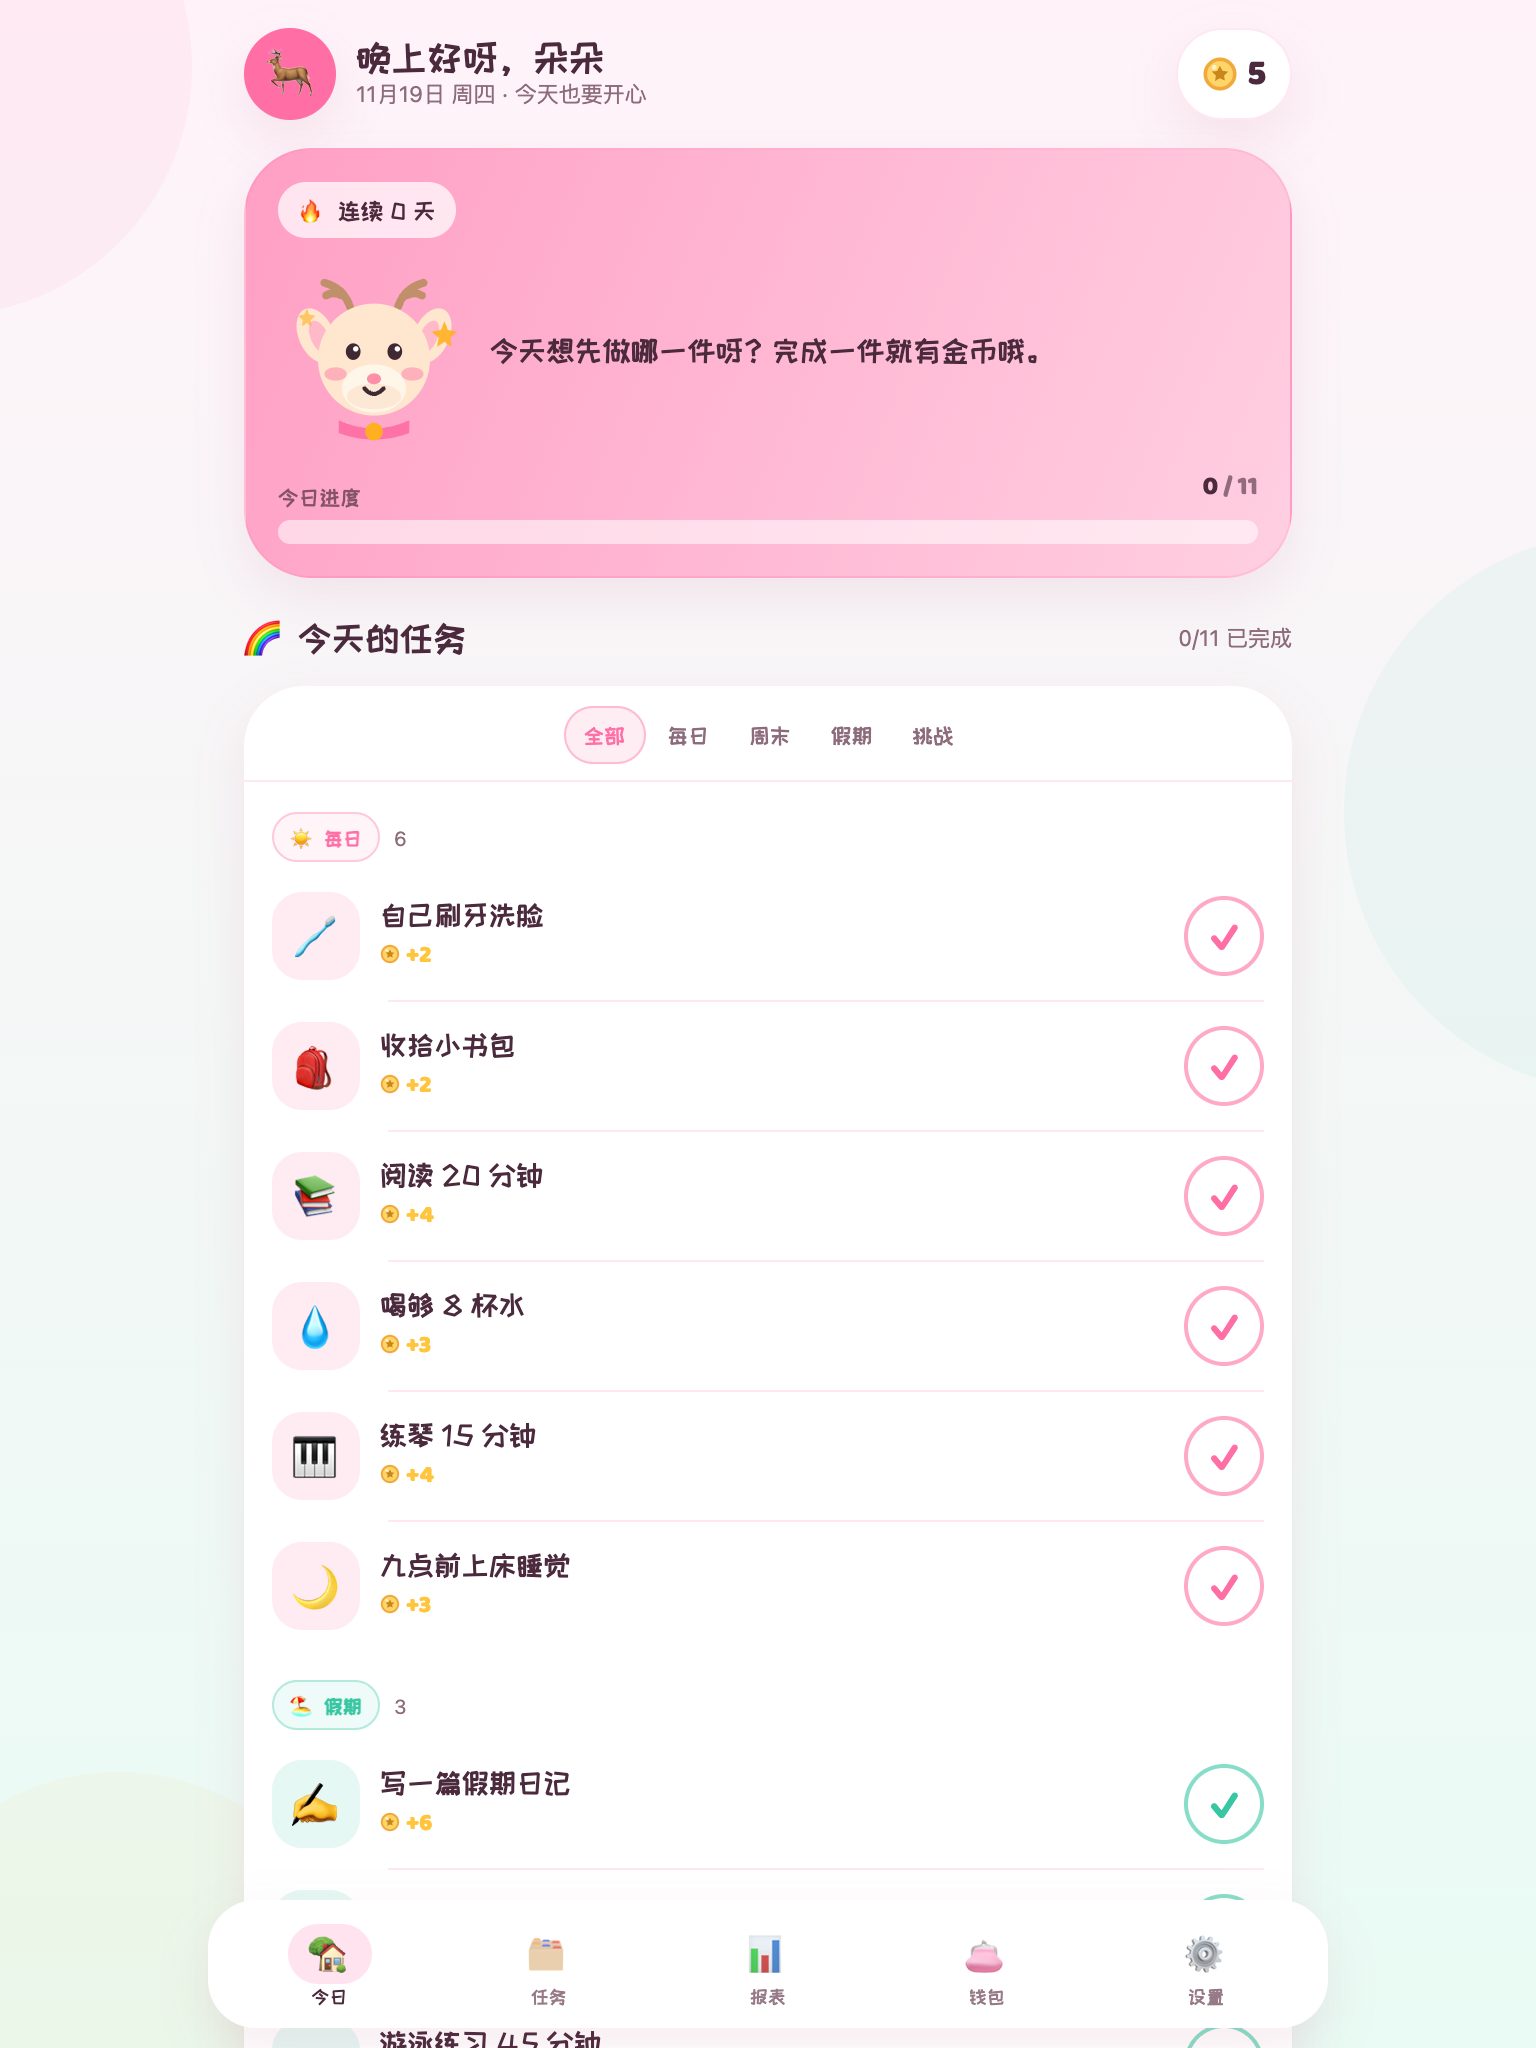 晚上好呀，朵朵
11月19日 周四 · 今天也要开心
5
连续 0 天
今天想先做哪一件呀？完成一件就有金币哦。
今日进度
0 / 11
今天的任务
0/11 已完成
全部 每日 周末 假期 挑战
每日 6
自己刷牙洗脸
+2
收拾小书包
+2
阅读 20 分钟
+4
喝够 8 杯水
+3
练琴 15 分钟
+4
九点前上床睡觉
+3
假期 3
写一篇假期日记
+6
今日 任务 报表 钱包 设置
游泳练习 45 分钟